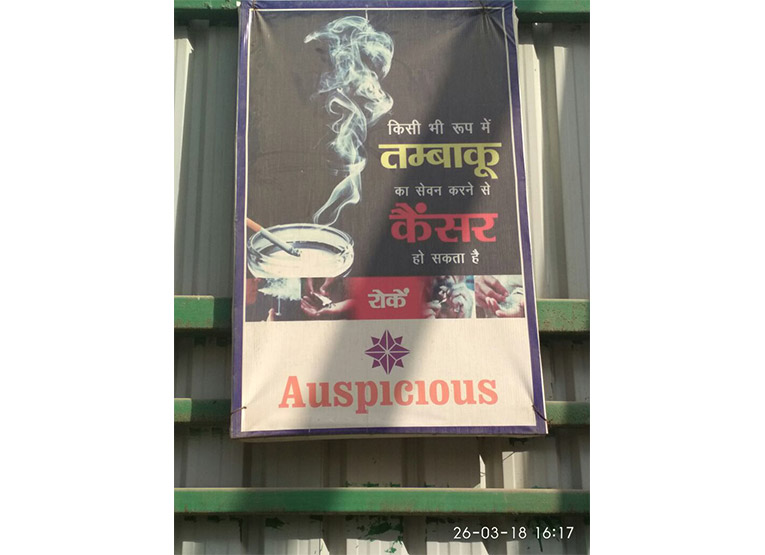 किसी भी रूप में
तम्बाकू
का सेवन करने से
कैंसर
हो सकता है
रोकें
Auspicious
26-03-18 16:17